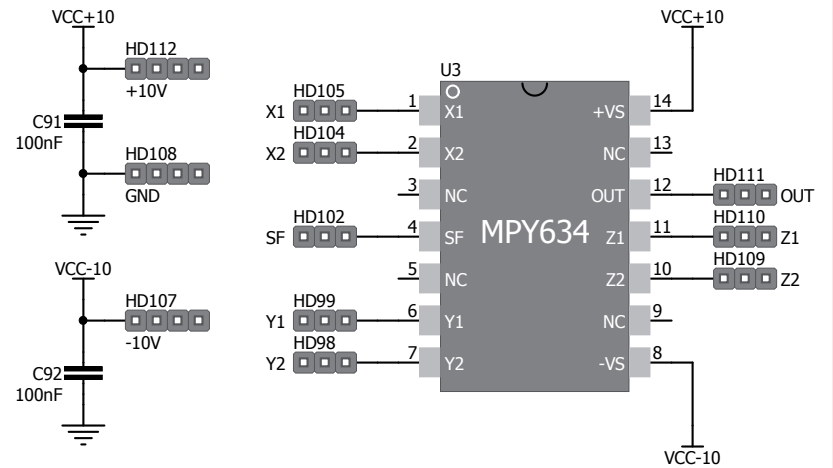 VCC+10
HD112
+10V
C91
100nF
HD108
GND
VCC-10
HD107
-10V
C92
100nF
U3
HD105
X1
HD104
X2
HD102
SF
HD99
Y1
HD98
Y2
1
X1
2
X2
3
NC
4
SF
5
NC
6
Y1
7
Y2
MPY634
VCC+10
+VS
14
NC
13
OUT
12
Z1
11
Z2
10
NC
9
-VS
8
HD111
OUT
HD110
Z1
HD109
Z2
VCC-10